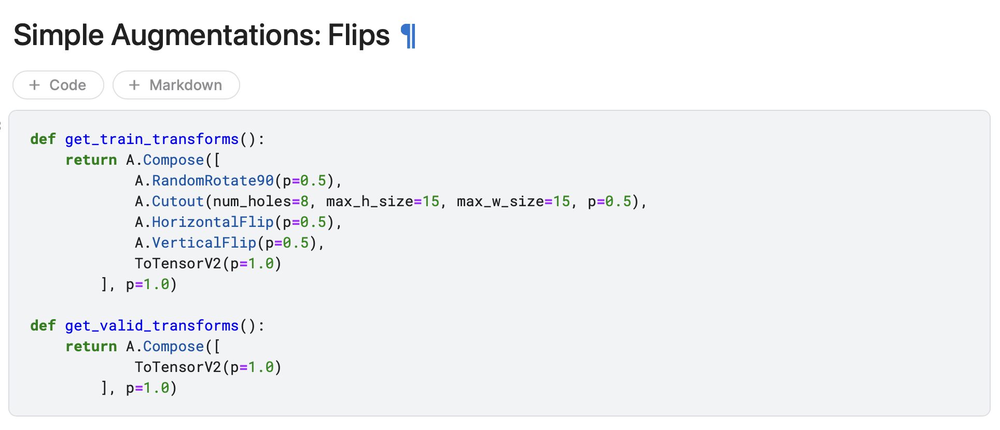 Simple Augmentations: Flips ¶
+ Code + Markdown
def get_train_transforms():
    return A.Compose([
            A.RandomRotate90(p=0.5),
            A.Cutout(num_holes=8, max_h_size=15, max_w_size=15, p=0.5),
            A.HorizontalFlip(p=0.5),
            A.VerticalFlip(p=0.5),
            ToTensorV2(p=1.0)
        ], p=1.0)

def get_valid_transforms():
    return A.Compose([
            ToTensorV2(p=1.0)
        ], p=1.0)